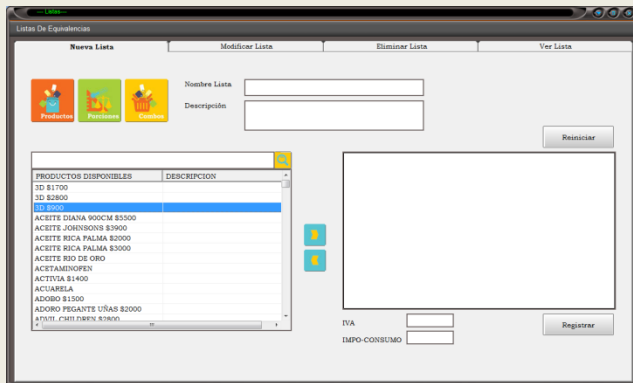 --- Listas---
Listas De Equivalencias
Nueva Lista
Modificar Lista
Eliminar Lista
Ver Lista
Productos
Porciones
Combos
Nombre Lista
Descripción
Reiniciar
PRODUCTOS DISPONIBLES DESCRIPCION
3D $1700
3D $2800
3D $900
ACEITE DIANA 900CM $5500
ACEITE JOHNSONS $3900
ACEITE RICA PALMA $2000
ACEITE RICA PALMA $3000
ACEITE RIO DE ORO
ACETAMINOFEN
ACTIVIA $1400
ACUARELA
ADOBO $1500
ADORO PEGANTE UÑAS $2000
ADVIL CHILDREN $2800
IVA
IMPO-CONSUMO
Registrar